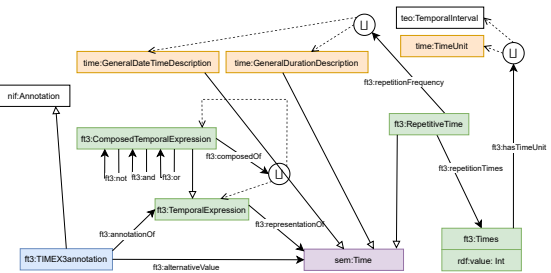 teo:TemporalInterval
⊔
time:TimeUnit
⊔
time:GeneralDateTimeDescription
time:GeneralDurationDescription
ft3:repetitionFrequency
nif:Annotation
ft3:RepetitiveTime
ft3:ComposedTemporalExpression
ft3:hasTimeUnit
ft3:composedOf
ft3:not
ft3:and
ft3:or
⊔
ft3:repetitionTimes
ft3:TemporalExpression
ft3:representationOf
ft3:annotationOf
ft3:Times
ft3:TIMEX3annotation
sem:Time
rdf:value: Int
ft3:alternativeValue